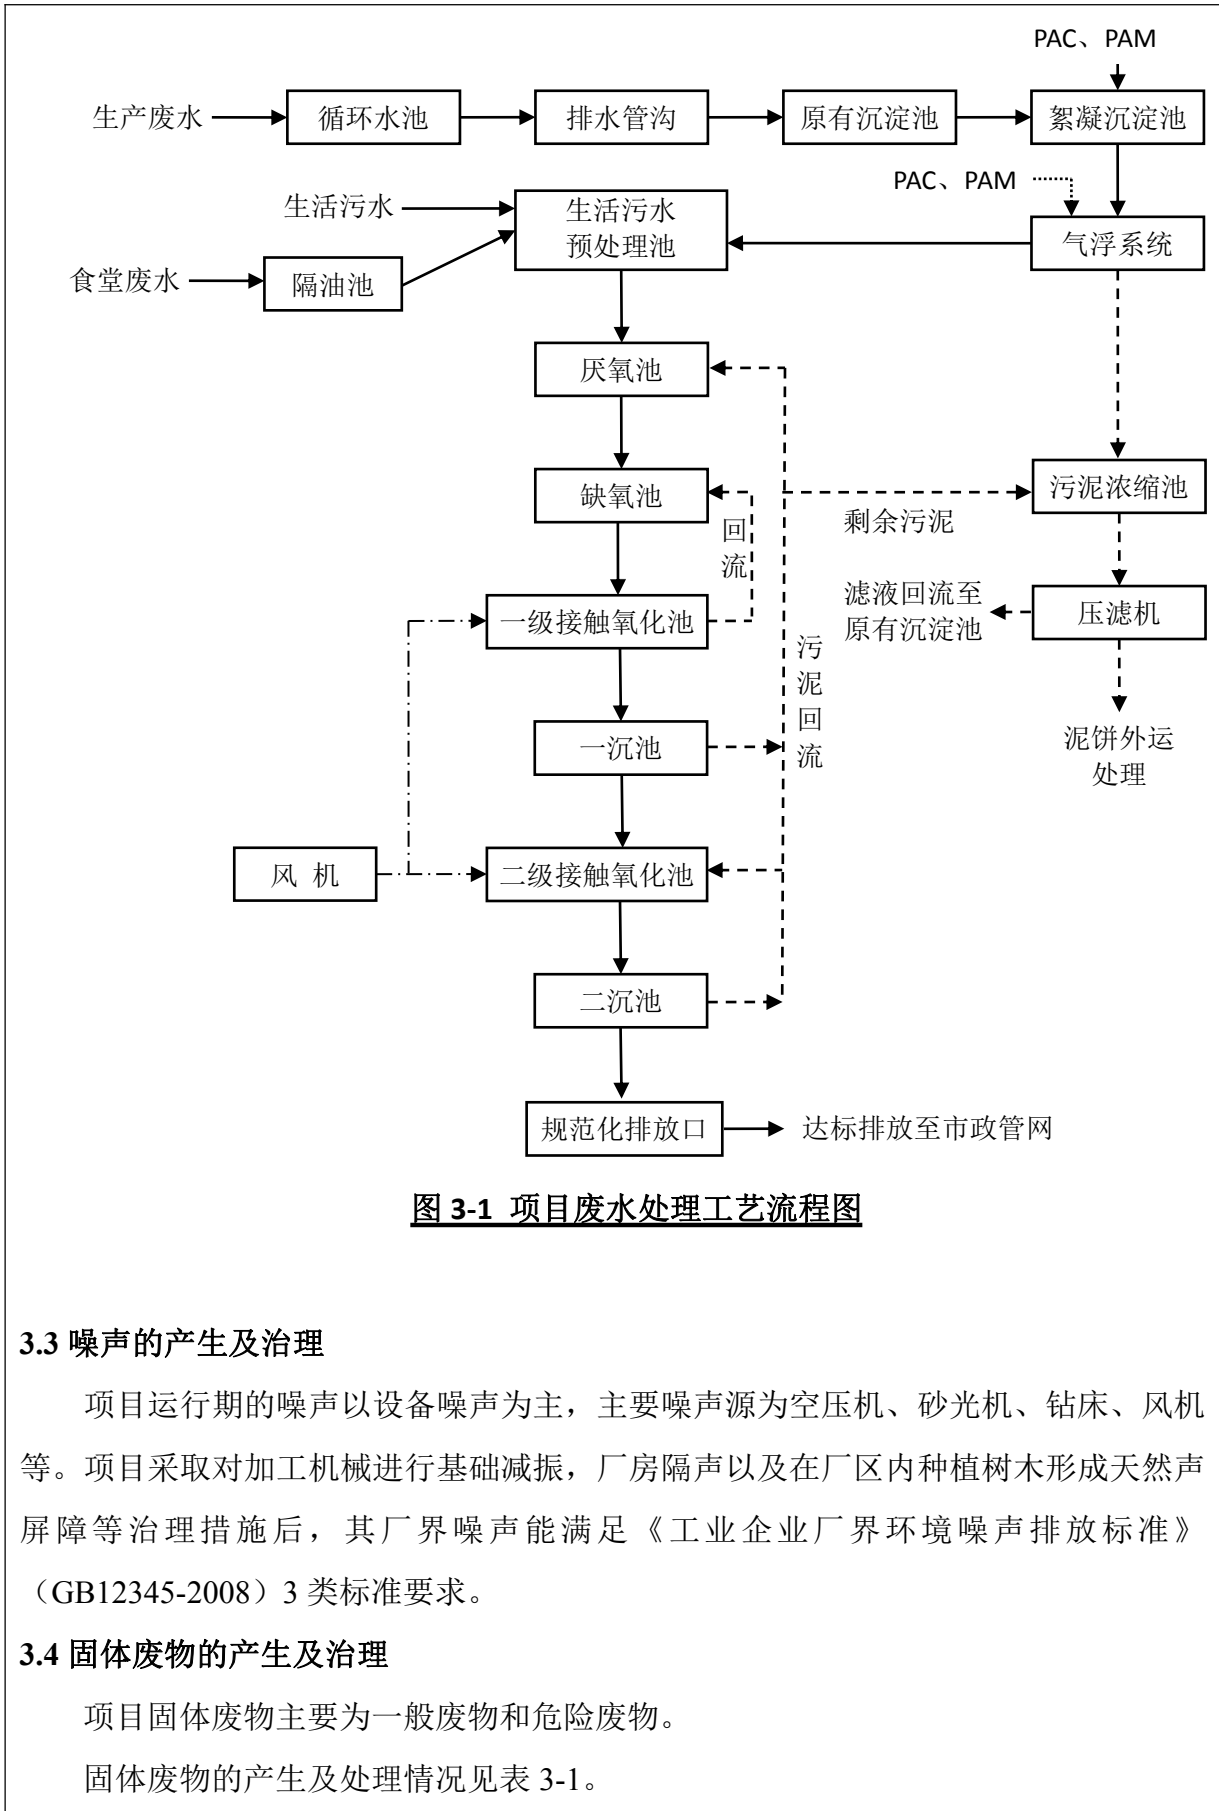 PAC、PAM
生产废水
循环水池
排水管沟
原有沉淀池
絮凝沉淀池
PAC、PAM
生活污水
生活污水
预处理池
气浮系统
食堂废水
隔油池
厌氧池
缺氧池
污泥浓缩池
回
流
剩余污泥
滤液回流至
原有沉淀池
压滤机
一级接触氧化池
污
泥
回
流
一沉池
泥饼外运
处理
风 机
二级接触氧化池
二沉池
规范化排放口
达标排放至市政管网
图 3-1 项目废水处理工艺流程图
3.3 噪声的产生及治理
项目运行期的噪声以设备噪声为主，主要噪声源为空压机、砂光机、钻床、风机
等。项目采取对加工机械进行基础减振，厂房隔声以及在厂区内种植树木形成天然声
屏障等治理措施后，其厂界噪声能满足《工业企业厂界环境噪声排放标准》
（GB12345-2008）3 类标准要求。
3.4 固体废物的产生及治理
项目固体废物主要为一般废物和危险废物。
固体废物的产生及处理情况见表 3-1。